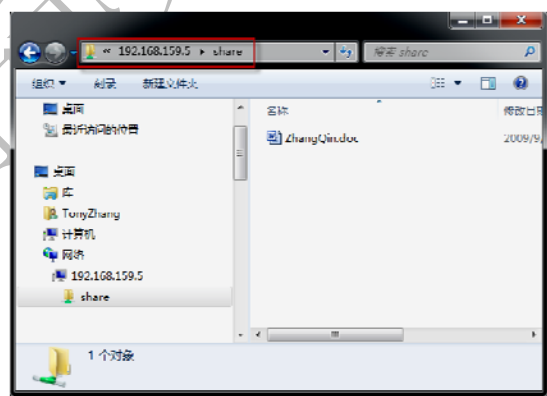 « 192.168.159.5 ▸ share
搜索 share
组织 ▼ 刻录 新建文件夹
桌面
最近访问的位置
桌面
库
TonyZhang
计算机
网络
192.168.159.5
share
名称 修改日期
ZhangQin.doc 2009/9/
1 个对象